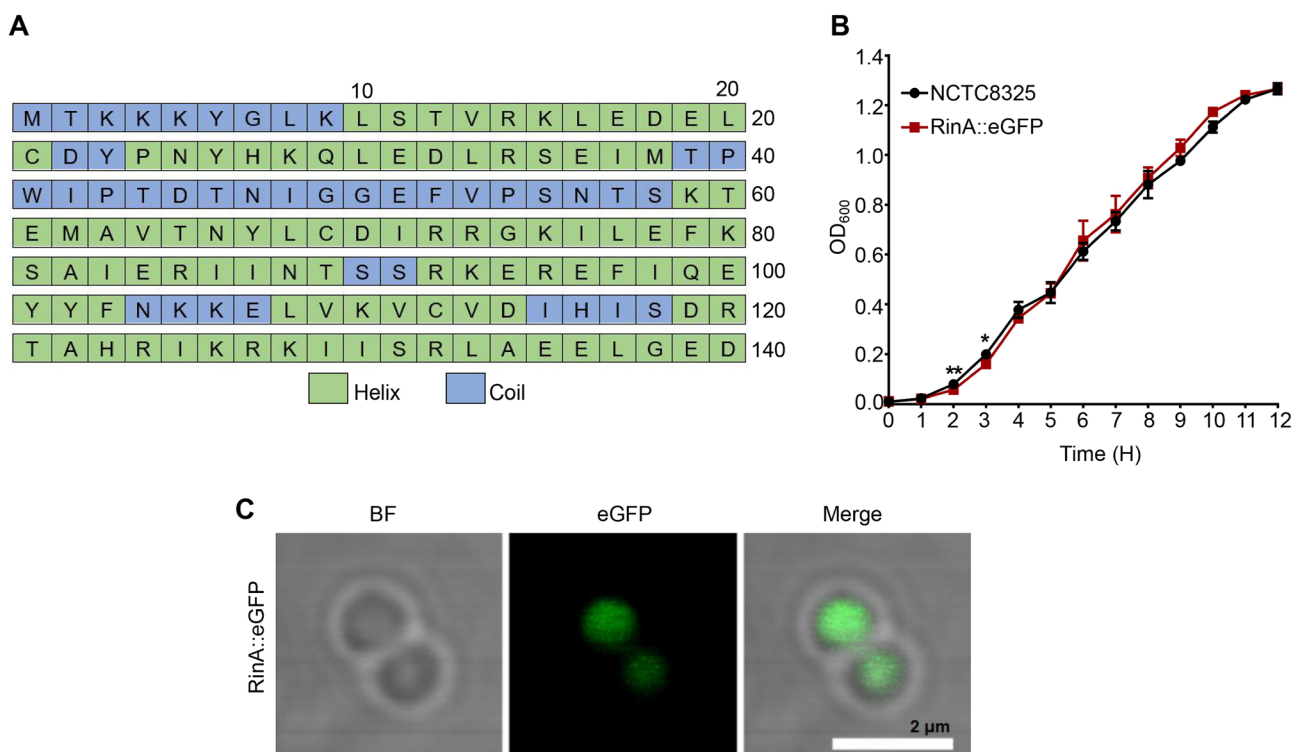 A
10 20
M T K K K Y G L K L S T V R K L E D E L 20
C D Y P N Y H K Q L E D L R S E I M T P 40
W I P T D T N I G G E F V P S N T S K T 60
E M A V T N Y L C D I R R G K I L E F K 80
S A I E R I I N T S S R K E R E F I Q E 100
Y Y F N K K E L V K V C V D I H I S D R 120
T A H R I K R K I I S R L A E E L G E D 140
Helix Coil
B
1.4
1.2
1.0
0.8
0.6
0.4
0.2
0.0
OD600
NCTC8325
RinA::eGFP
** *
0 1 2 3 4 5 6 7 8 9 10 11 12
Time (H)
C
BF eGFP Merge
RinA::eGFP
2 µm